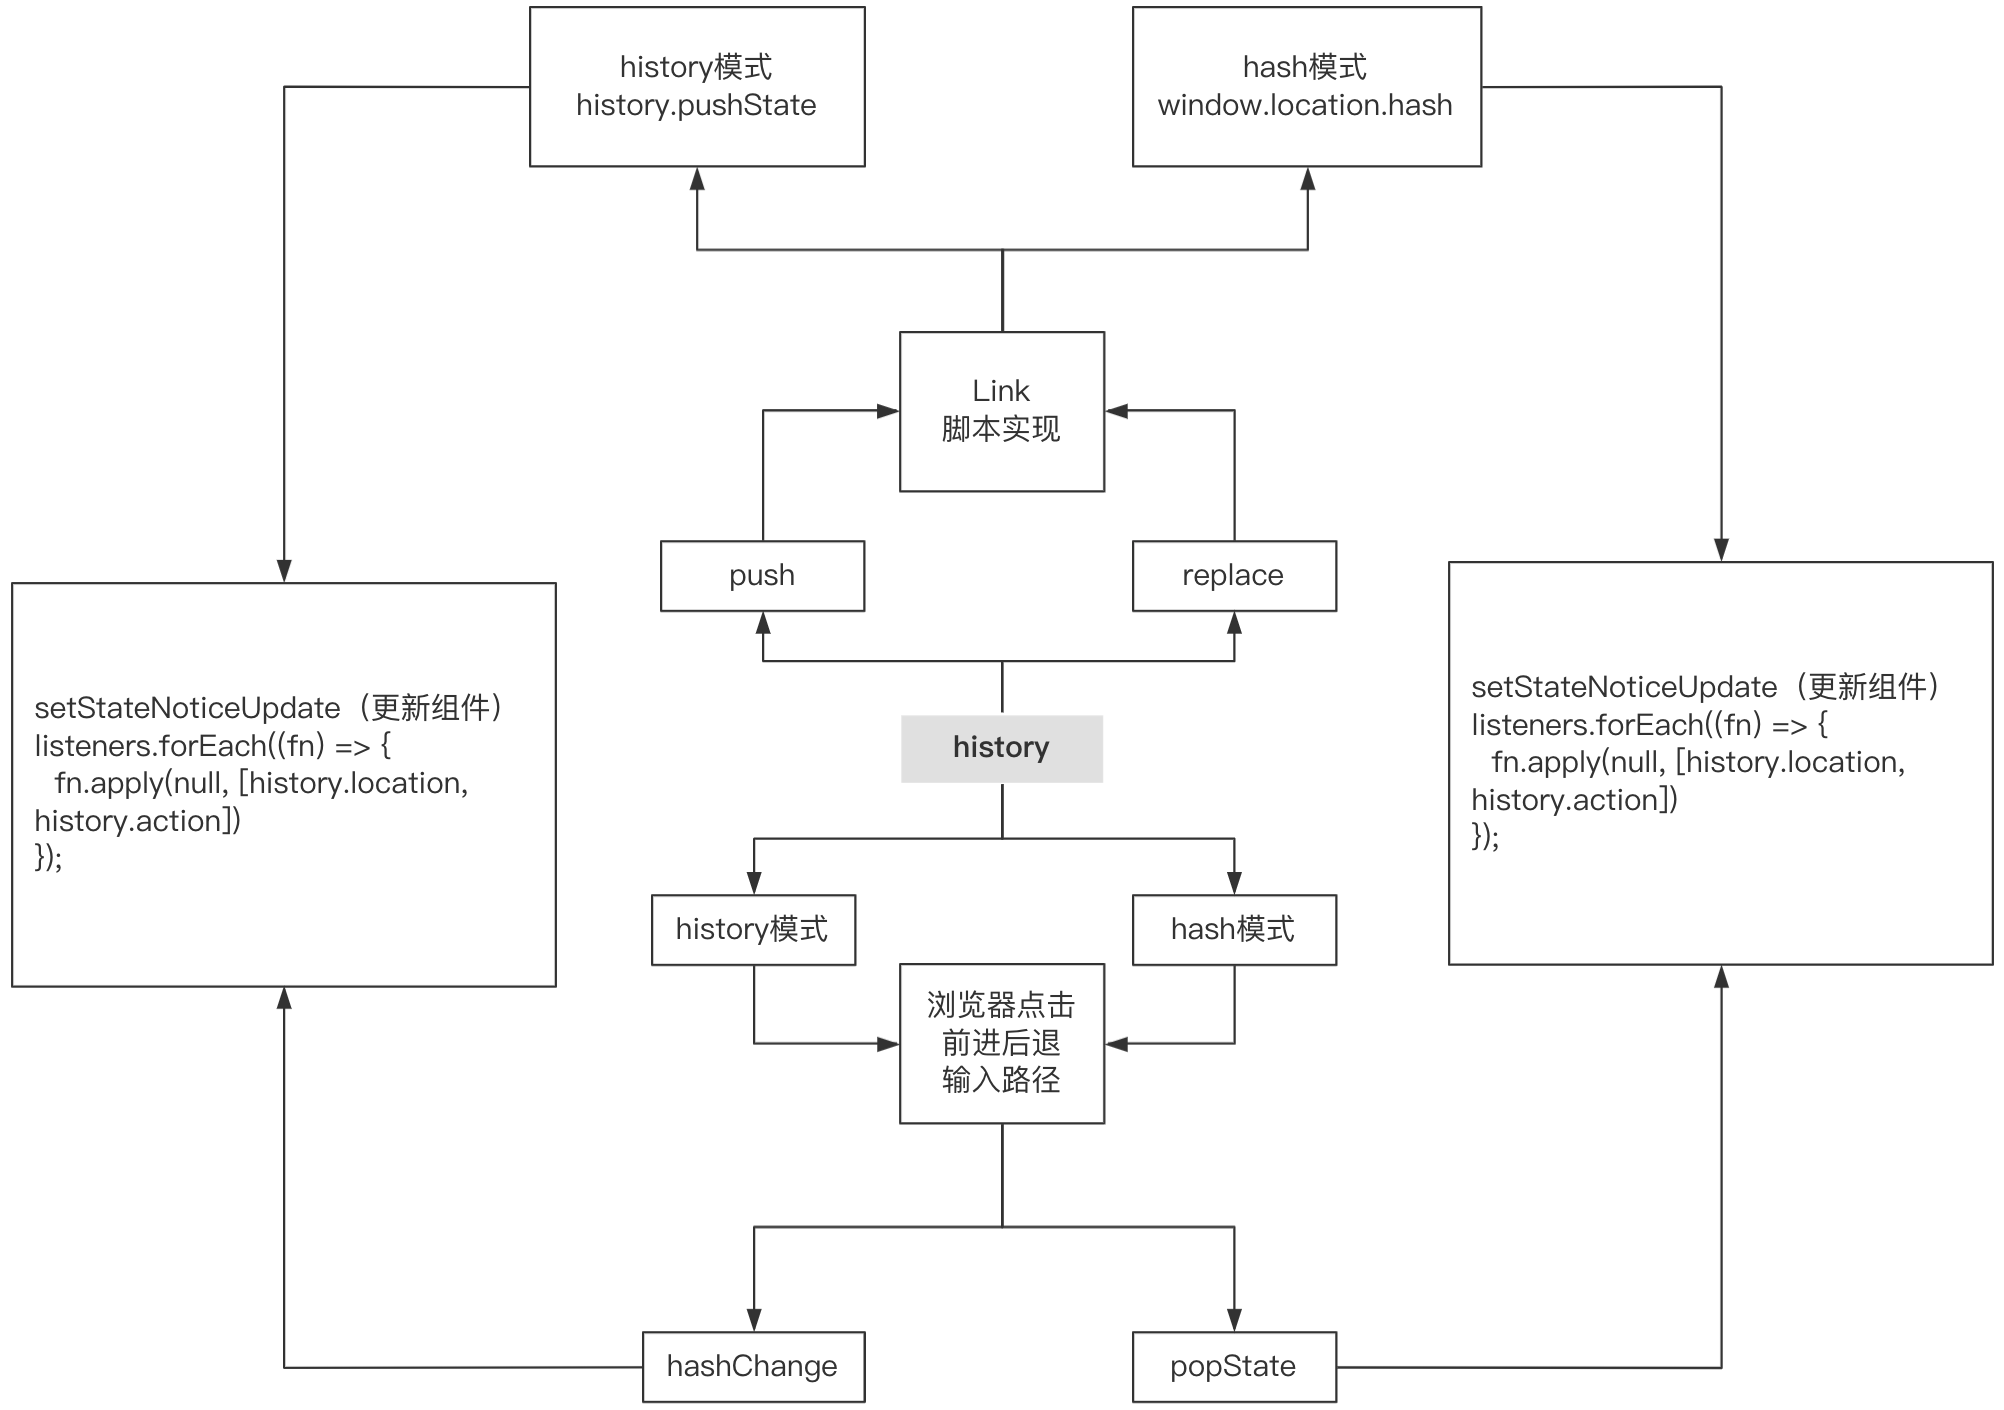 history模式
history.pushState
hash模式
window.location.hash
Link
脚本实现
push
replace
setStateNoticeUpdate（更新组件）
listeners.forEach((fn) => {
fn.apply(null, [history.location,
history.action])
});
history
setStateNoticeUpdate（更新组件）
listeners.forEach((fn) => {
fn.apply(null, [history.location,
history.action])
});
history模式
hash模式
浏览器点击
前进后退
输入路径
hashChange
popState